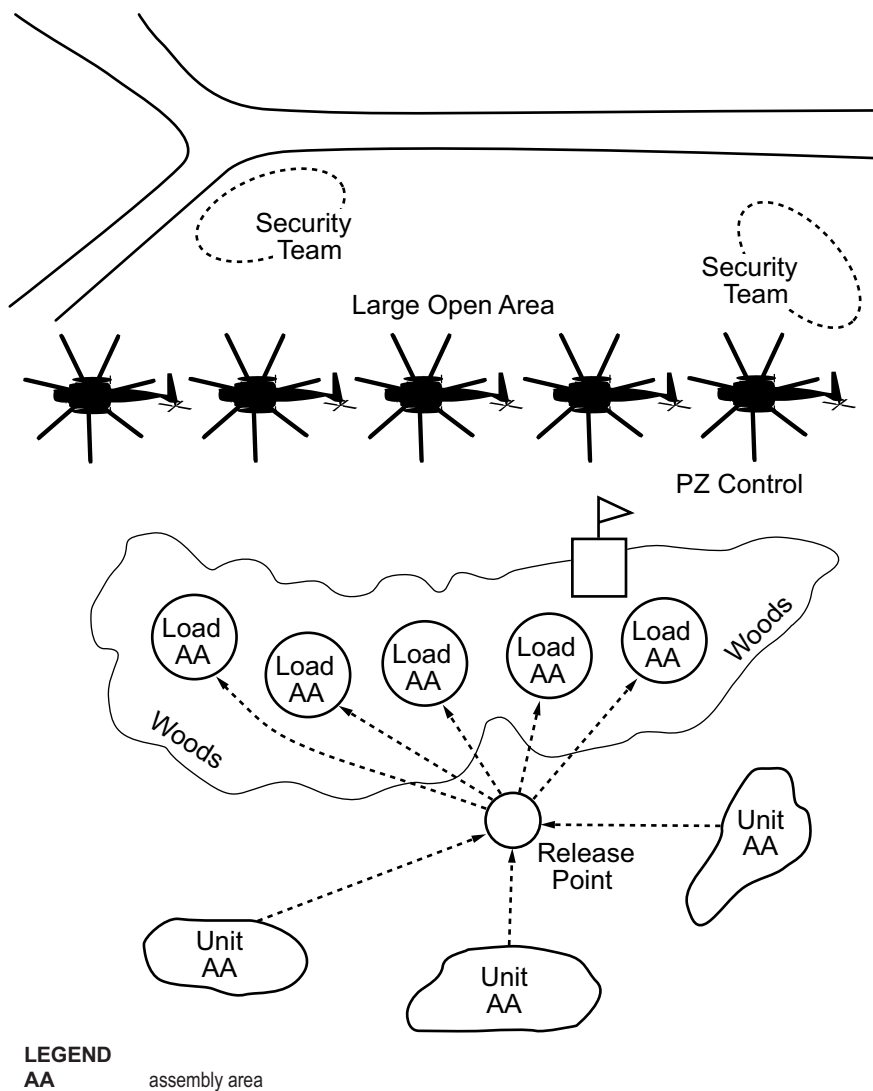 Security
Team
Security
Team
Large Open Area
PZ Control
Load
AA
Load
AA
Load
AA
Load
AA
Load
AA
Woods
Woods
Release
Point
Unit
AA
Unit
AA
Unit
AA
LEGEND
AA assembly area